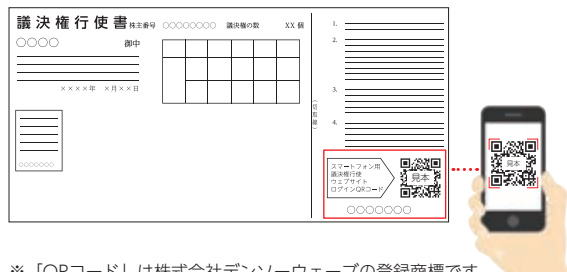 議決権行使書 株主番号 ○○○○○○○○ 議決権の数 XX 個
○○○○ 御中
××××年 ×月××日
○○○○○○○
(切取線)
1.
2.
3.
4.
スマートフォン用
議決権行使
ウェブサイト
ログインQRコード
見本
○○○○○○○
見本
※「QRコード」は株式会社デンソーウェーブの登録商標です